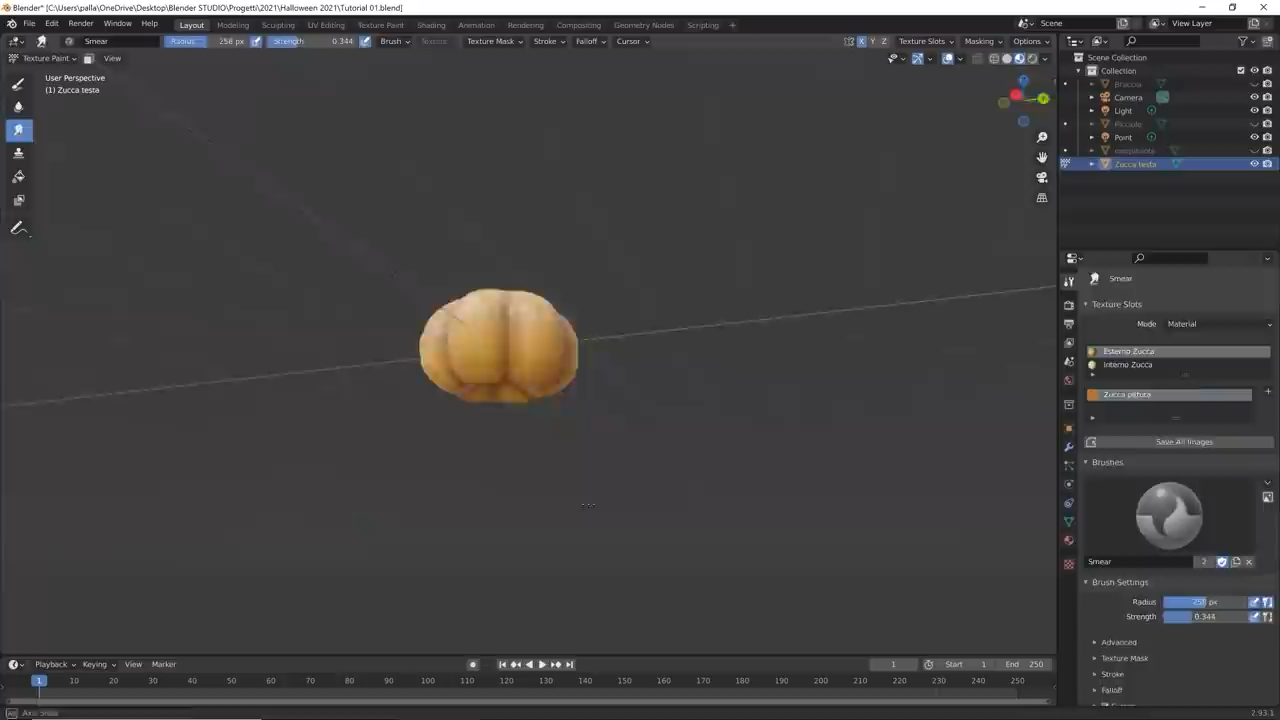 Blender* [C:\Users\palla\OneDrive\Desktop\Blender STUDIO\Progetti\2021\Halloween 2021\Tutorial 01.blend]
File Edit Render Window Help Layout Modeling Sculpting UV Editing Texture Paint Shading Animation Rendering Compositing Geometry Nodes Scripting + Scene View Layer
Smear Radius 258 px Strength 0.344 Brush Texture Texture Mask Stroke Falloff Cursor X Y Z Texture Slots Masking Options
Texture Paint View
User Perspective
(1) Zucca testa
Scene Collection
Collection
Braccia
Camera
Light
Picciolo
Point
Zucca testa
Smear
Texture Slots
Mode Material
Esterno Zucca
Interno Zucca
Zucca pittura
Save All Images
Brushes
Smear 2
Brush Settings
Radius 258 px
Strength 0.344
Advanced
Texture Mask
Stroke
Falloff
Playback Keying View Marker 1 Start 1 End 250
1 10 20 30 40 50 60 70 80 90 100 110 120 130 140 150 160 170 180 190 200 210 220 230 240 250
2.93.1